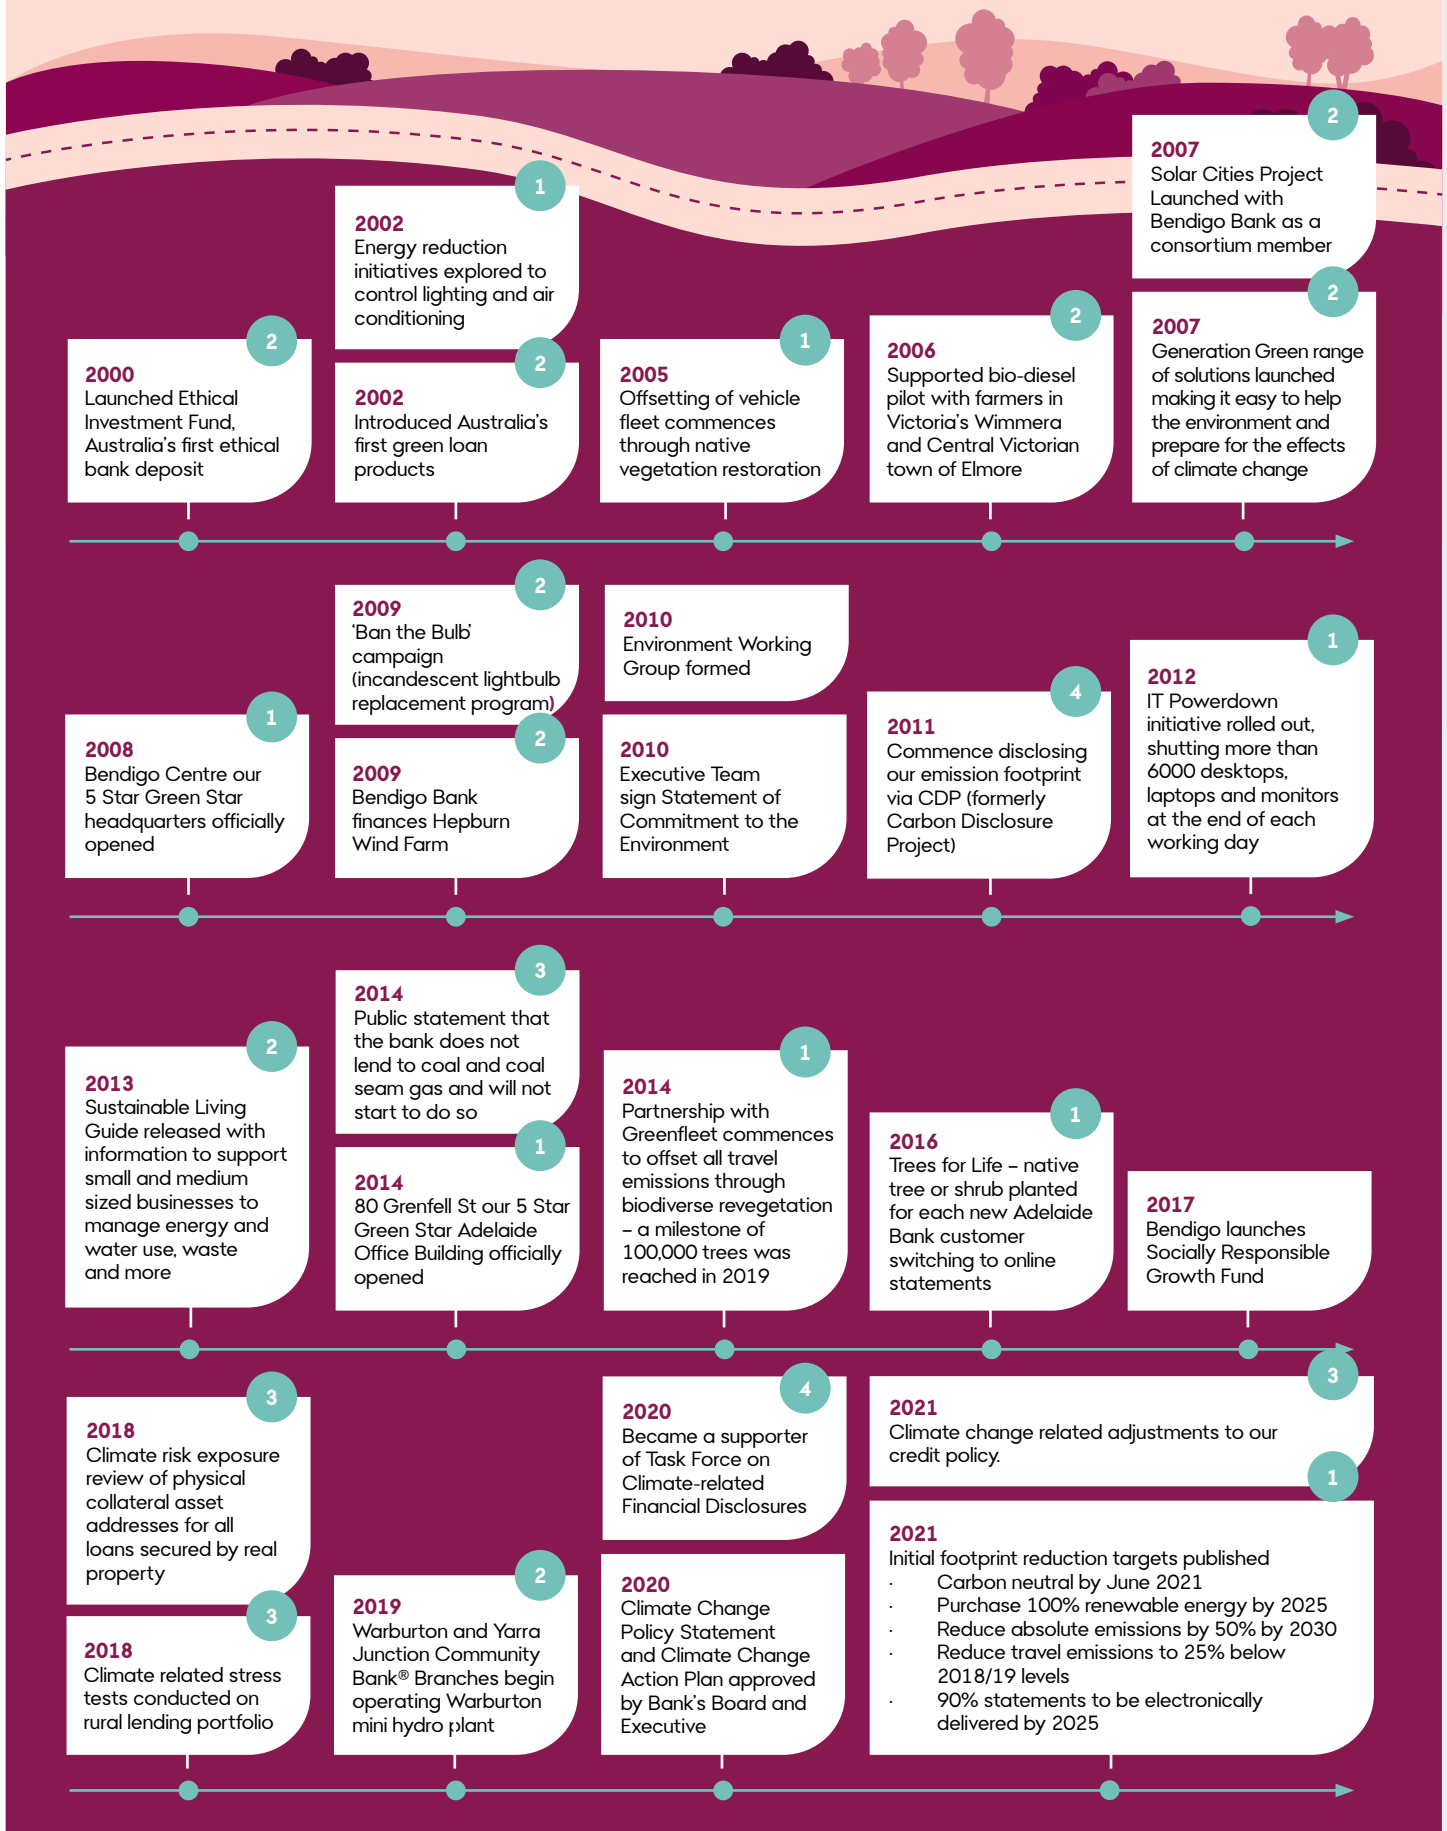 2
2000
Launched Ethical
Investment Fund,
Australia's first ethical
bank deposit
1
2002
Energy reduction
initiatives explored to
control lighting and air
conditioning
2
2002
Introduced Australia's
first green loan
products
1
2005
Offsetting of vehicle
fleet commences
through native
vegetation restoration
2
2006
Supported bio-diesel
pilot with farmers in
Victoria's Wimmera
and Central Victorian
town of Elmore
2
2007
Solar Cities Project
Launched with
Bendigo Bank as a
consortium member
2
2007
Generation Green range
of solutions launched
making it easy to help
the environment and
prepare for the effects
of climate change
1
2008
Bendigo Centre our
5 Star Green Star
headquarters officially
opened
2
2009
'Ban the Bulb'
campaign
(incandescent lightbulb
replacement program)
2
2009
Bendigo Bank
finances Hepburn
Wind Farm
2010
Environment Working
Group formed
2010
Executive Team
sign Statement of
Commitment to the
Environment
4
2011
Commence disclosing
our emission footprint
via CDP (formerly
Carbon Disclosure
Project)
1
2012
IT Powerdown
initiative rolled out,
shutting more than
6000 desktops,
laptops and monitors
at the end of each
working day
2
2013
Sustainable Living
Guide released with
information to support
small and medium
sized businesses to
manage energy and
water use, waste
and more
3
2014
Public statement that
the bank does not
lend to coal and coal
seam gas and will not
start to do so
1
2014
80 Grenfell St our 5 Star
Green Star Adelaide
Office Building officially
opened
1
2014
Partnership with
Greenfleet commences
to offset all travel
emissions through
biodiverse revegetation
– a milestone of
100,000 trees was
reached in 2019
1
2016
Trees for Life – native
tree or shrub planted
for each new Adelaide
Bank customer
switching to online
statements
2017
Bendigo launches
Socially Responsible
Growth Fund
3
2018
Climate risk exposure
review of physical
collateral asset
addresses for all
loans secured by real
property
3
2018
Climate related stress
tests conducted on
rural lending portfolio
2
2019
Warburton and Yarra
Junction Community
Bank® Branches begin
operating Warburton
mini hydro plant
4
2020
Became a supporter
of Task Force on
Climate-related
Financial Disclosures
2020
Climate Change
Policy Statement
and Climate Change
Action Plan approved
by Bank's Board and
Executive
3
2021
Climate change related adjustments to our
credit policy.
1
2021
Initial footprint reduction targets published
· Carbon neutral by June 2021
· Purchase 100% renewable energy by 2025
· Reduce absolute emissions by 50% by 2030
· Reduce travel emissions to 25% below
2018/19 levels
· 90% statements to be electronically
delivered by 2025